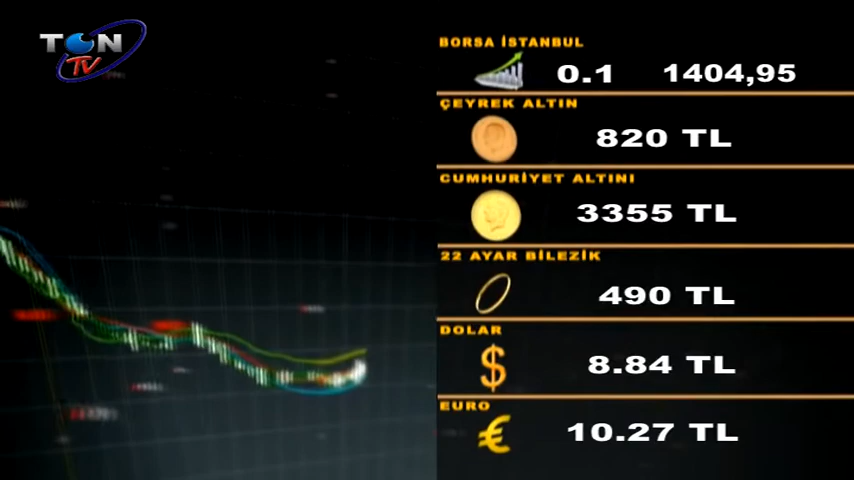 TON
TV
BORSA İSTANBUL
0.1 1404,95
ÇEYREK ALTIN
820 TL
CUMHURİYET ALTINI
3355 TL
22 AYAR BİLEZİK
490 TL
DOLAR
$ 8.84 TL
EURO
€ 10.27 TL